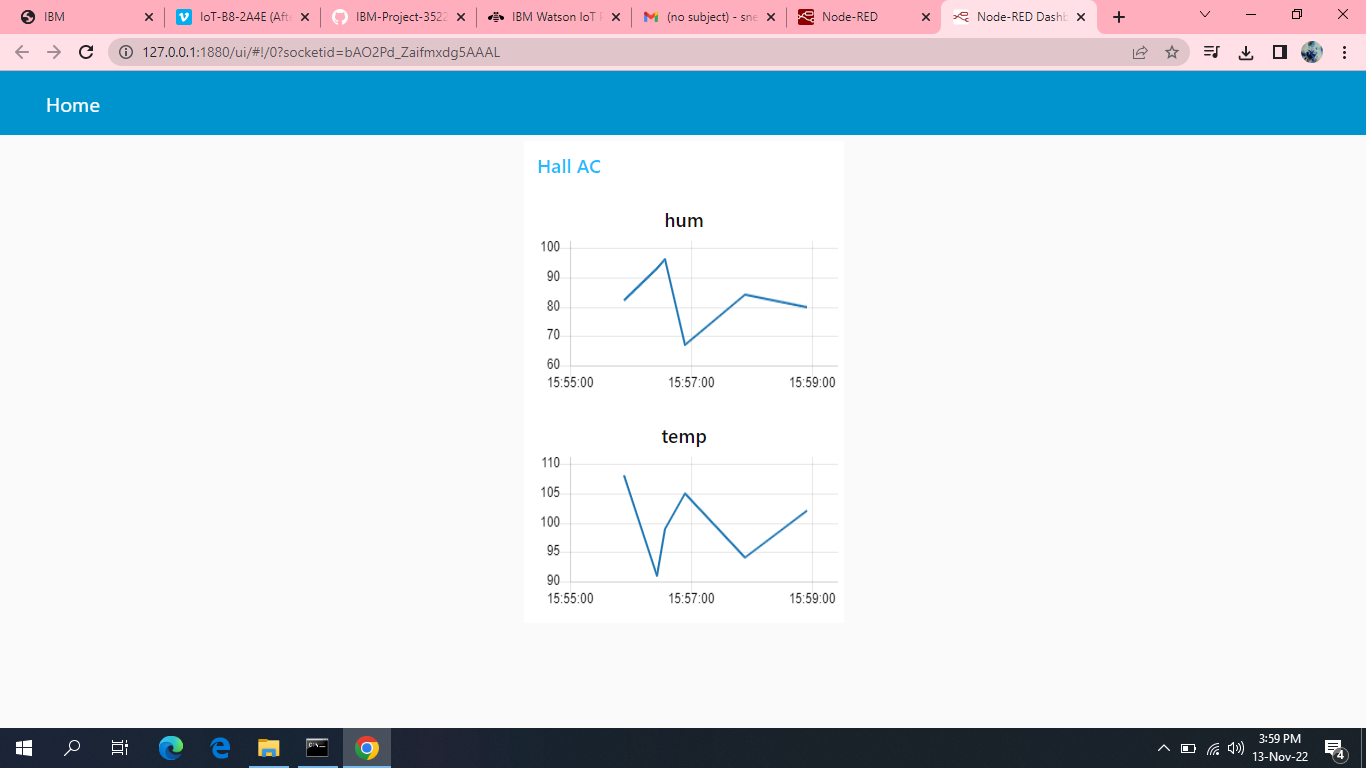 IBM
IoT-B8-2A4E (Aft
IBM-Project-3522
IBM Watson IoT
(no subject) - sne
Node-RED
Node-RED Dashb
127.0.0.1:1880/ui/#!/0?socketid=bAO2Pd_Zaifmxdg5AAAL
Home
Hall AC
hum
100
90
80
70
60
15:55:00 15:57:00 15:59:00
temp
110
105
100
95
90
15:55:00 15:57:00 15:59:00
3:59 PM
13-Nov-22
4